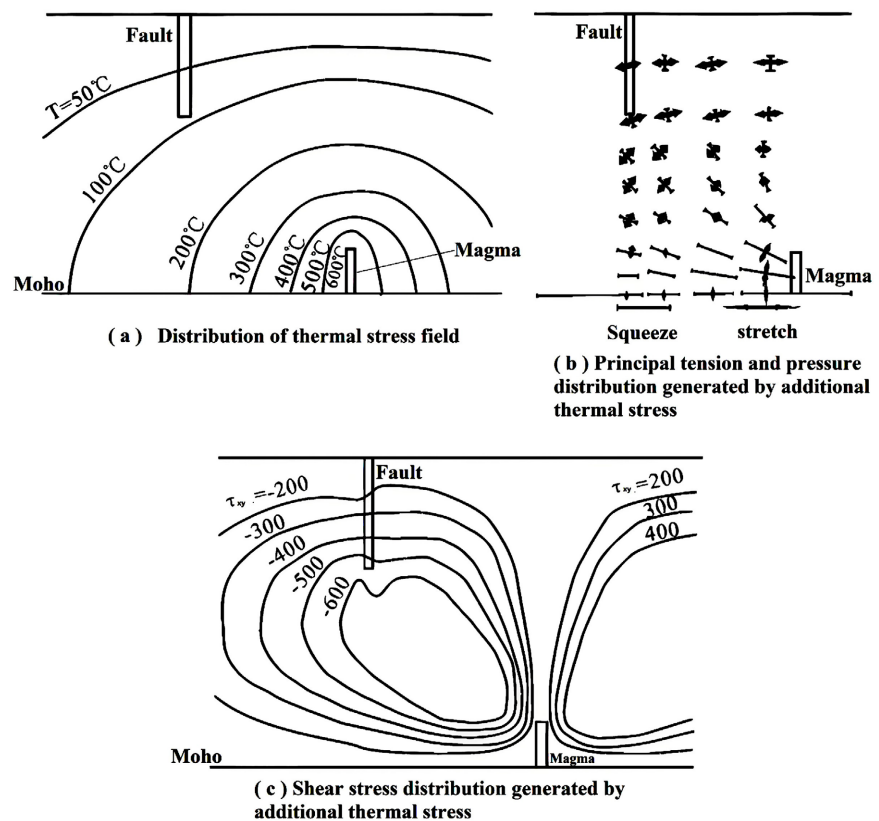 Fault
T=50℃
100℃
200℃
300℃
400℃
500℃
600℃
Magma
Moho
( a ) Distribution of thermal stress field
Fault
Magma
Squeeze stretch
( b ) Principal tension and pressure
distribution generated by additional
thermal stress
Fault
τxy =-200
-300
-400
-500
-600
τxy =200
300
400
Moho
Magma
( c ) Shear stress distribution generated by
additional thermal stress